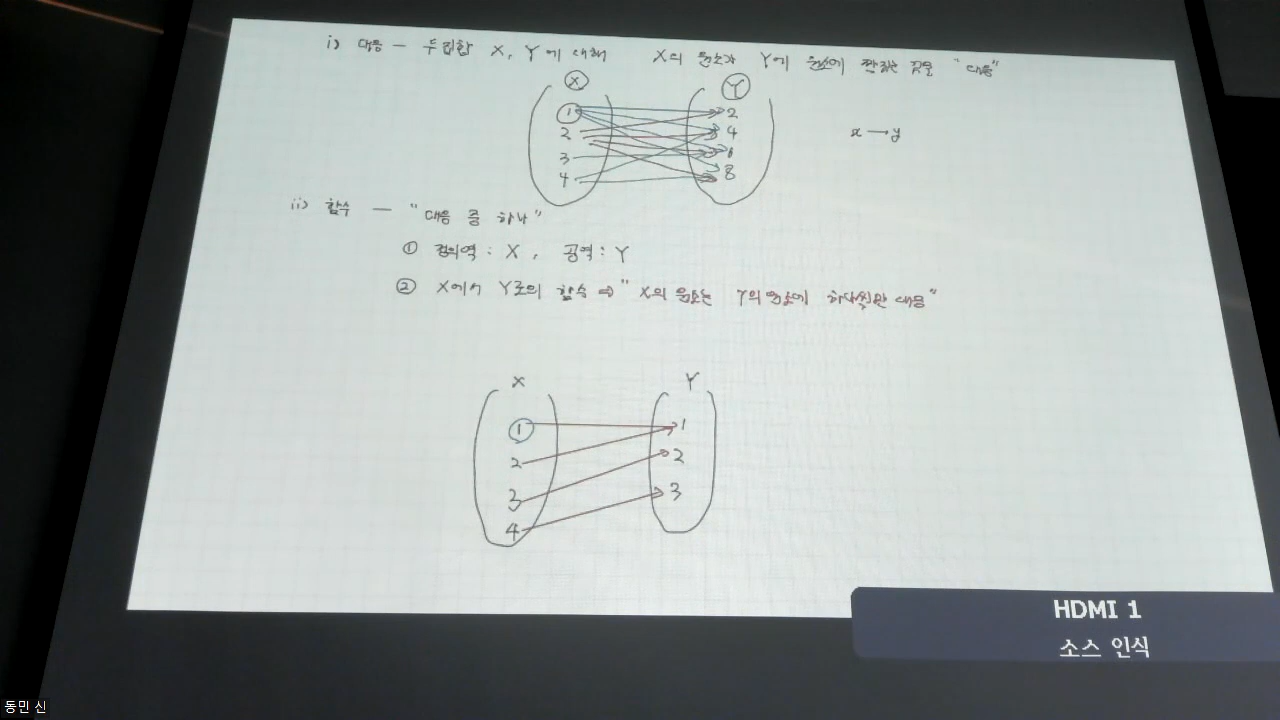 i) 대응 — 두 집합 X, Y에 대해 X의 원소가 Y에 원소에 짝짓는 것을 "대응"
X Y
1 2
2 4 x → y
3 6
4 8
ii) 함수 — "대응 중 하나"
① 정의역 : X , 공역 : Y
② X에서 Y로의 함수 ⇒ "X의 원소는 Y의 원소에 하나씩만 대응"
X Y
1 1
2 2
3 3
4
HDMI 1
소스 인식
동민 신